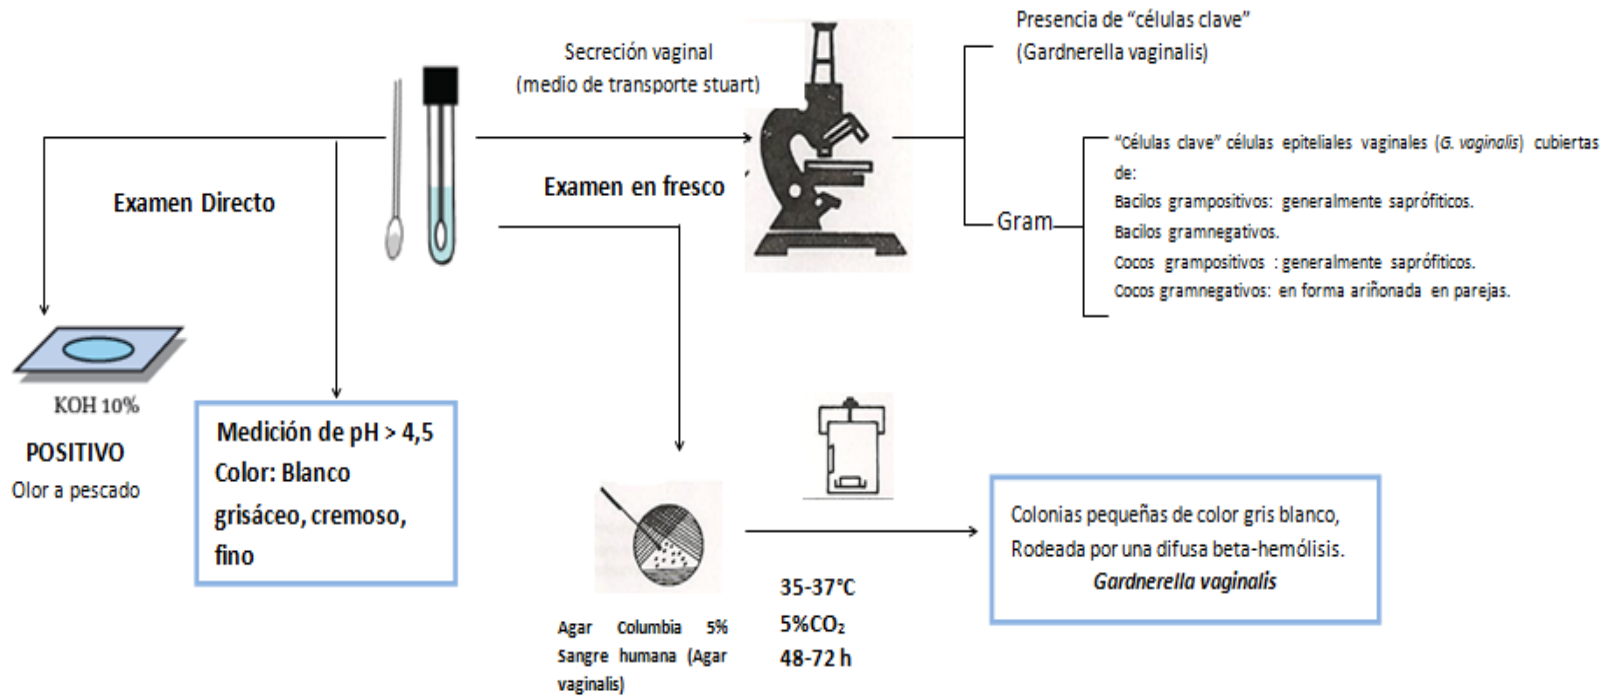 Presencia de “células clave”
(Gardnerella vaginalis)
Secreción vaginal
(medio de transporte stuart)
Examen Directo
Examen en fresco
Gram
“Células clave” células epiteliales vaginales (G. vaginalis) cubiertas
de:
Bacilos grampositivos: generalmente saprófiticos.
Bacilos gramnegativos.
Cocos grampositivos : generalmente saprófiticos.
Cocos gramnegativos: en forma ariñonada en parejas.
KOH 10%
POSITIVO
Olor a pescado
Medición de pH > 4,5
Color: Blanco
grisáceo, cremoso,
fino
Agar Columbia 5%
Sangre humana (Agar
vaginalis)
35-37°C
5%CO₂
48-72 h
Colonias pequeñas de color gris blanco,
Rodeada por una difusa beta-hemólisis.
Gardnerella vaginalis